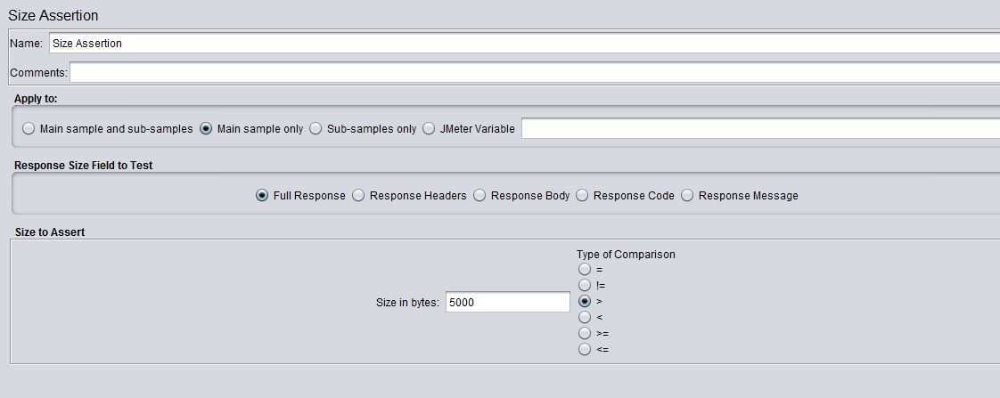 Size Assertion
Name: Size Assertion
Comments:
Apply to:
Main sample and sub-samples Main sample only Sub-samples only JMeter Variable
Response Size Field to Test
Full Response Response Headers Response Body Response Code Response Message
Size to Assert
Type of Comparison
=
!=
Size in bytes: 5000 >
<
>=
<=